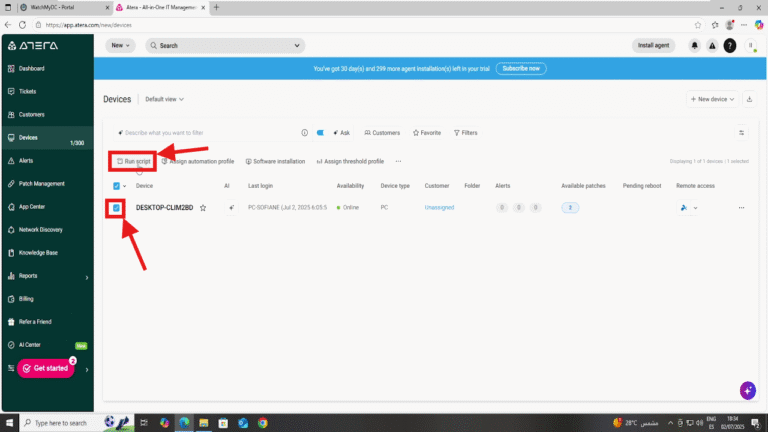 WatchMyDC - Portal
Atera - All-in-One IT Managemen
https://app.atera.com/new/devices
ATERA
New
Search
Install agent
You've got 30 day(s) and 299 more agent installation(s) left in your trial
Subscribe now
Dashboard
Tickets
Customers
Devices
1/300
Alerts
Patch Management
App Center
Network Discovery
Knowledge Base
Reports
Billing
Refer a Friend
AI Center
New
Get started
2
Devices
Default view
New device
Describe what you want to filter
Ask
Customers
Favorite
Filters
Run script
Assign automation profile
Software installation
Assign threshold profile
Displaying 1 of 1 devices | 1 selected
Device
AI
Last login
Availability
Device type
Customer
Folder
Alerts
Available patches
Pending reboot
Remote access
DESKTOP-CLIM2BD
PC-SOFIANE (Jul 2, 2025 6:05:5
Online
PC
Unassigned
0 0 0
2
Type here to search
28°C مشمس
ENG
ES
18:34
02/07/2025